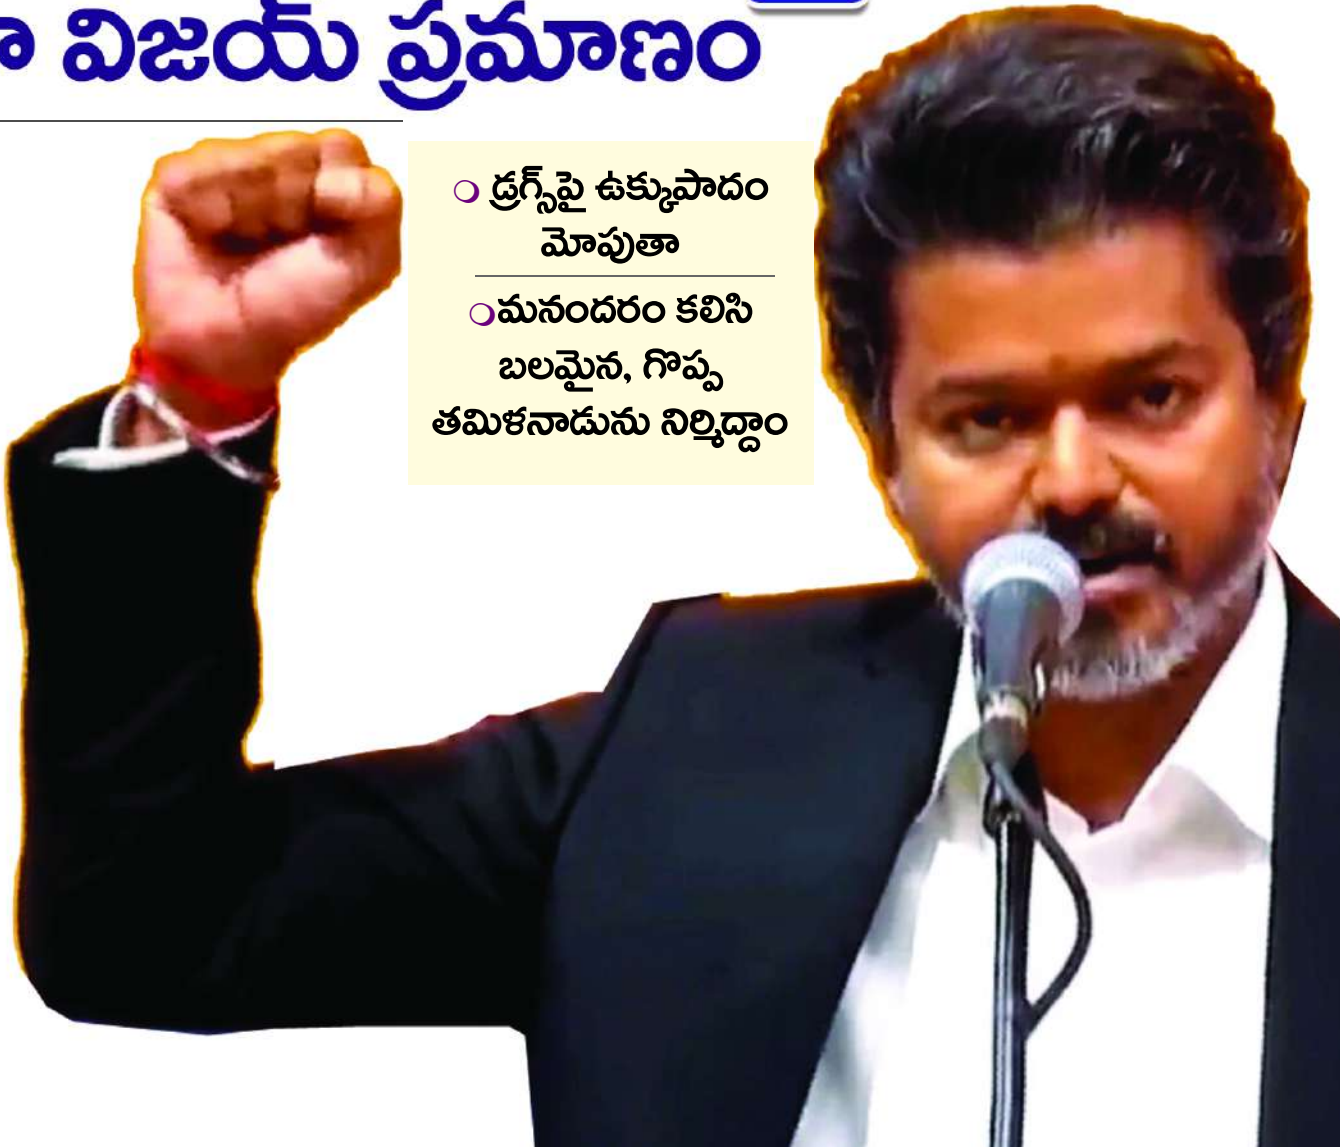 విజయ్ ప్రమాణం
డ్రగ్స్‌పై ఉక్కుపాదం
మోపుతా
మనందరం కలిసి
బలమైన, గొప్ప
తమిళనాడును నిర్మిద్దాం